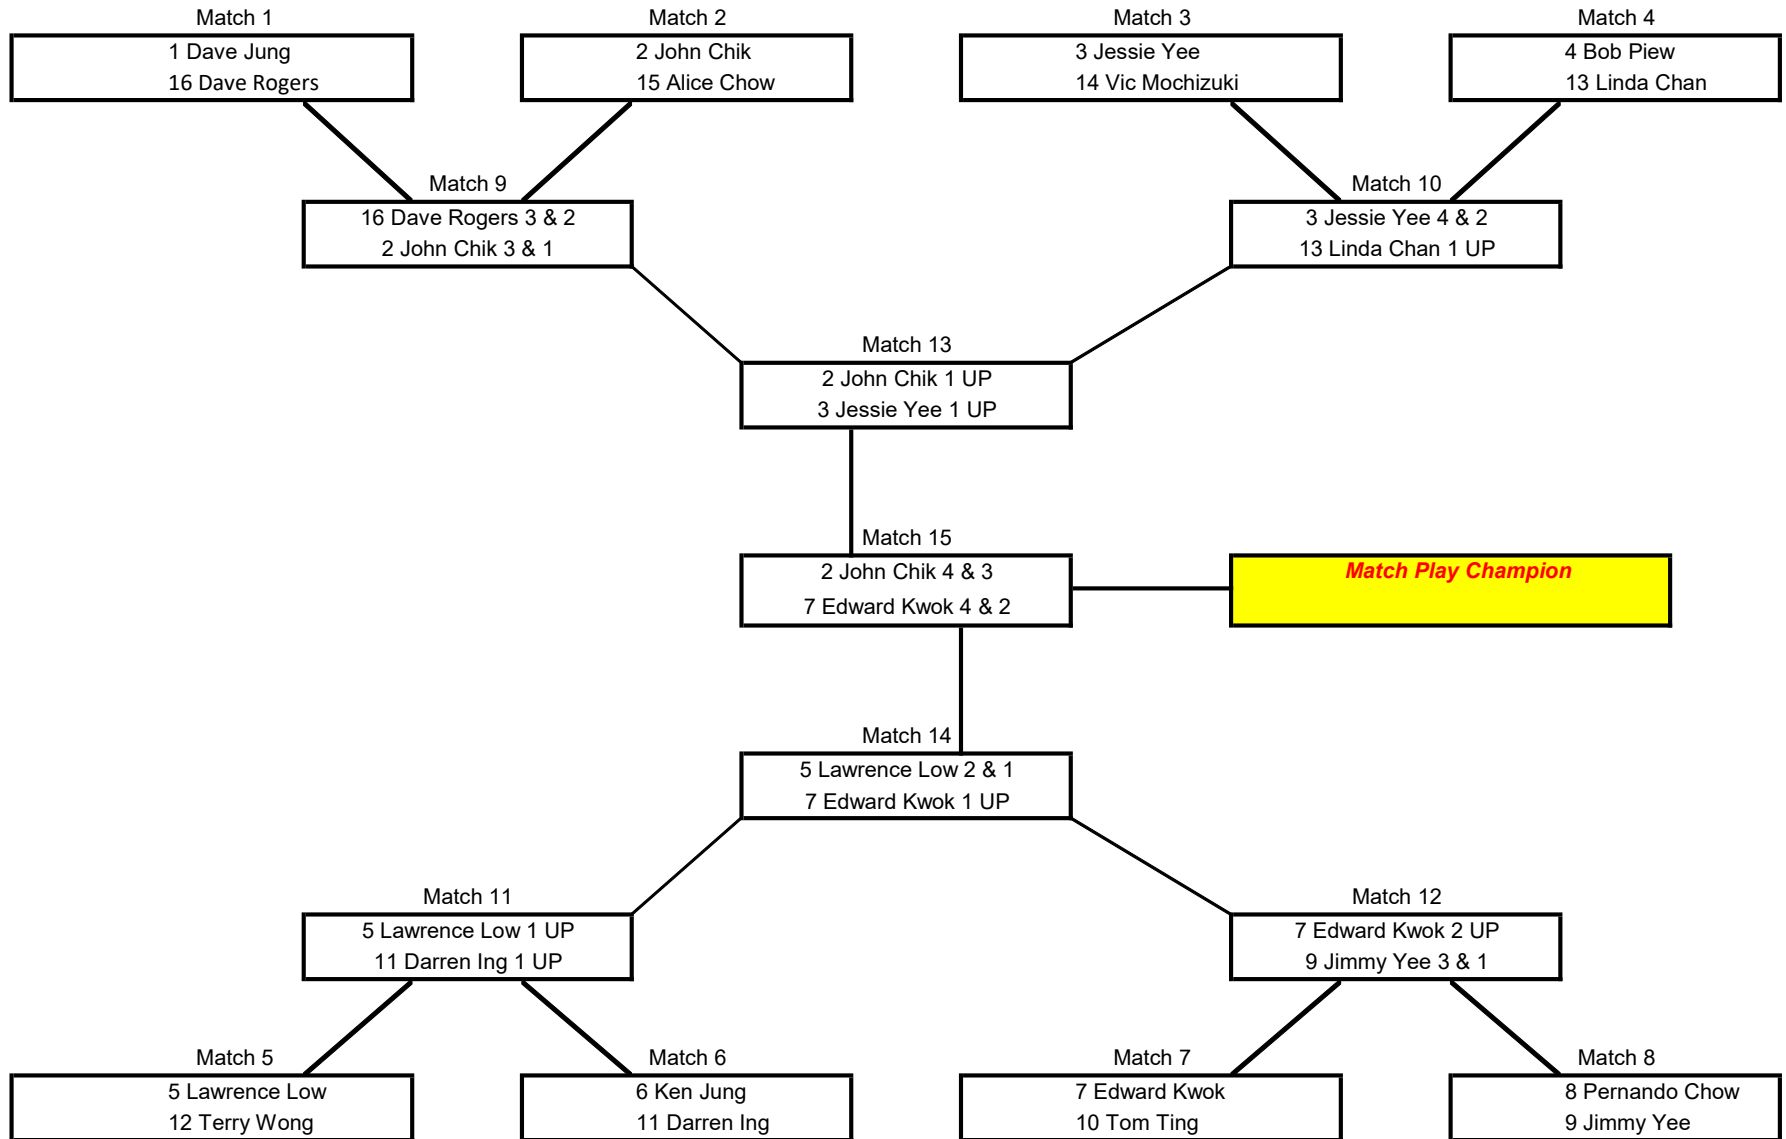 Match 1
Match 2
Match 3
Match 4
1 Dave Jung
16 Dave Rogers
2 John Chik
15 Alice Chow
3 Jessie Yee
14 Vic Mochizuki
4 Bob Piew
13 Linda Chan
Match 9
16 Dave Rogers 3 & 2
2 John Chik 3 & 1
Match 10
3 Jessie Yee 4 & 2
13 Linda Chan 1 UP
Match 13
2 John Chik 1 UP
3 Jessie Yee 1 UP
Match 15
2 John Chik 4 & 3
7 Edward Kwok 4 & 2
Match Play Champion
Match 14
5 Lawrence Low 2 & 1
7 Edward Kwok 1 UP
Match 11
5 Lawrence Low 1 UP
11 Darren Ing 1 UP
Match 12
7 Edward Kwok 2 UP
9 Jimmy Yee 3 & 1
Match 5
Match 6
Match 7
Match 8
5 Lawrence Low
12 Terry Wong
6 Ken Jung
11 Darren Ing
7 Edward Kwok
10 Tom Ting
8 Pernando Chow
9 Jimmy Yee